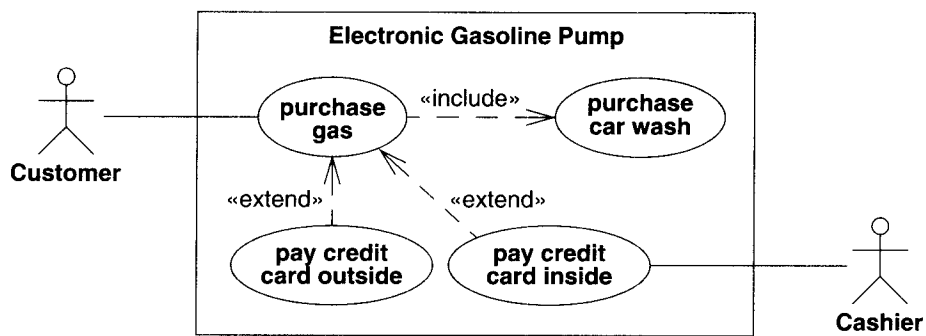 Electronic Gasoline Pump
Customer
purchase
gas
«include»
purchase
car wash
«extend»
«extend»
pay credit
card outside
pay credit
card inside
Cashier